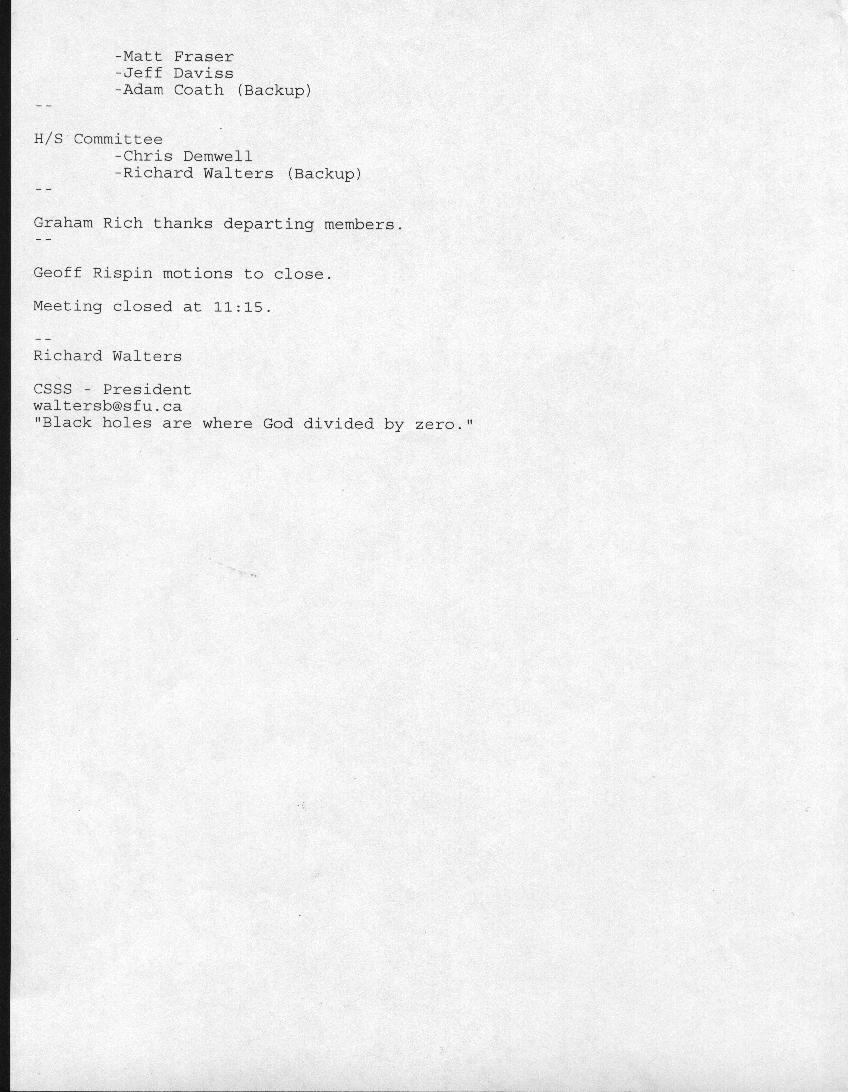 -Matt Fraser
-Jeff Daviss
-Adam Coath (Backup)
--
H/S Committee
-Chris Demwell
-Richard Walters (Backup)
--
Graham Rich thanks departing members.
--
Geoff Rispin motions to close.
Meeting closed at 11:15.
--
Richard Walters
CSSS - President
waltersb@sfu.ca
"Black holes are where God divided by zero."